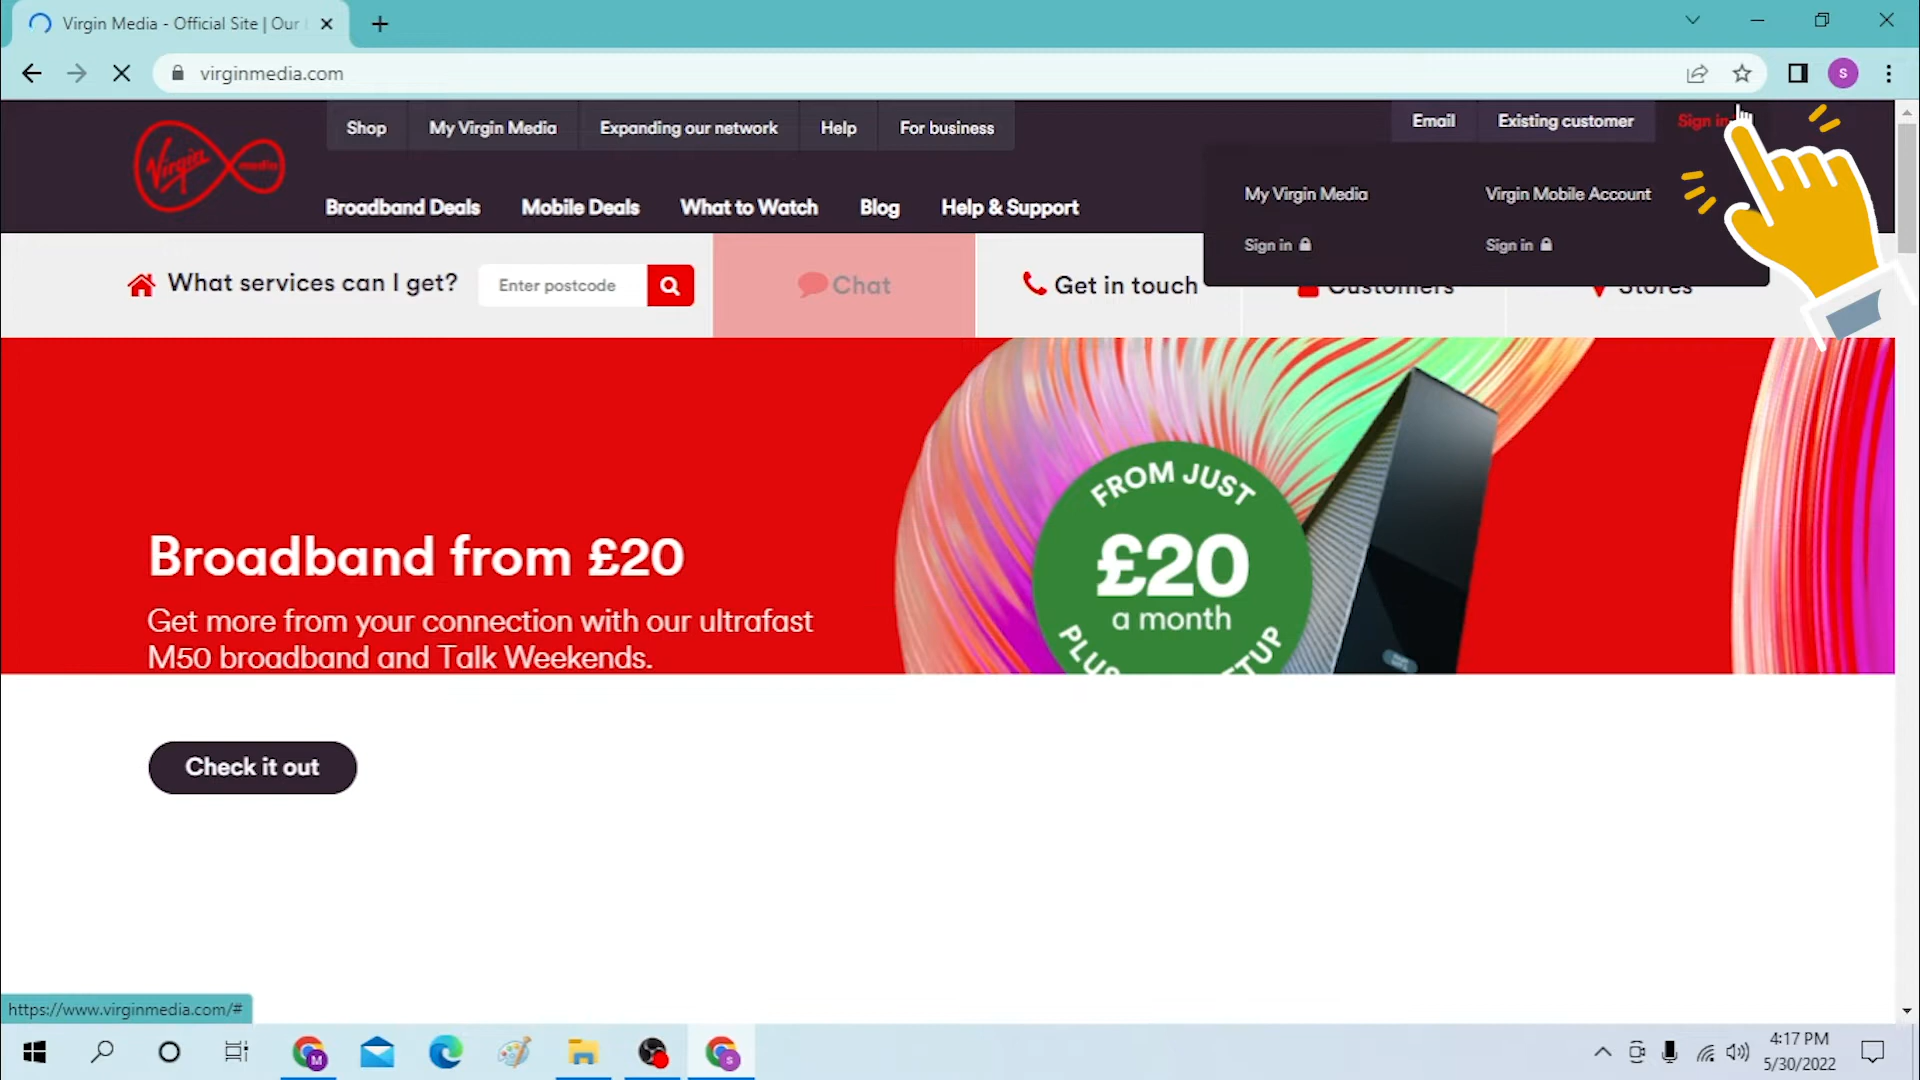 Virgin Media - Official Site | Our
virginmedia.com
S
Shop
My Virgin Media
Expanding our network
Help
For business
Email
Existing customer
Sign in
Virgin media
Broadband Deals
Mobile Deals
What to Watch
Blog
Help & Support
My Virgin Media
Virgin Mobile Account
Sign in
Sign in
What services can I get?
Enter postcode
Chat
Get in touch
Customers
Stores
FROM JUST
£20
a month
PLUS
Broadband from £20
Get more from your connection with our ultrafast
M50 broadband and Talk Weekends.
Check it out
https://www.virginmedia.com/#
M
S
4:17 PM
5/30/2022